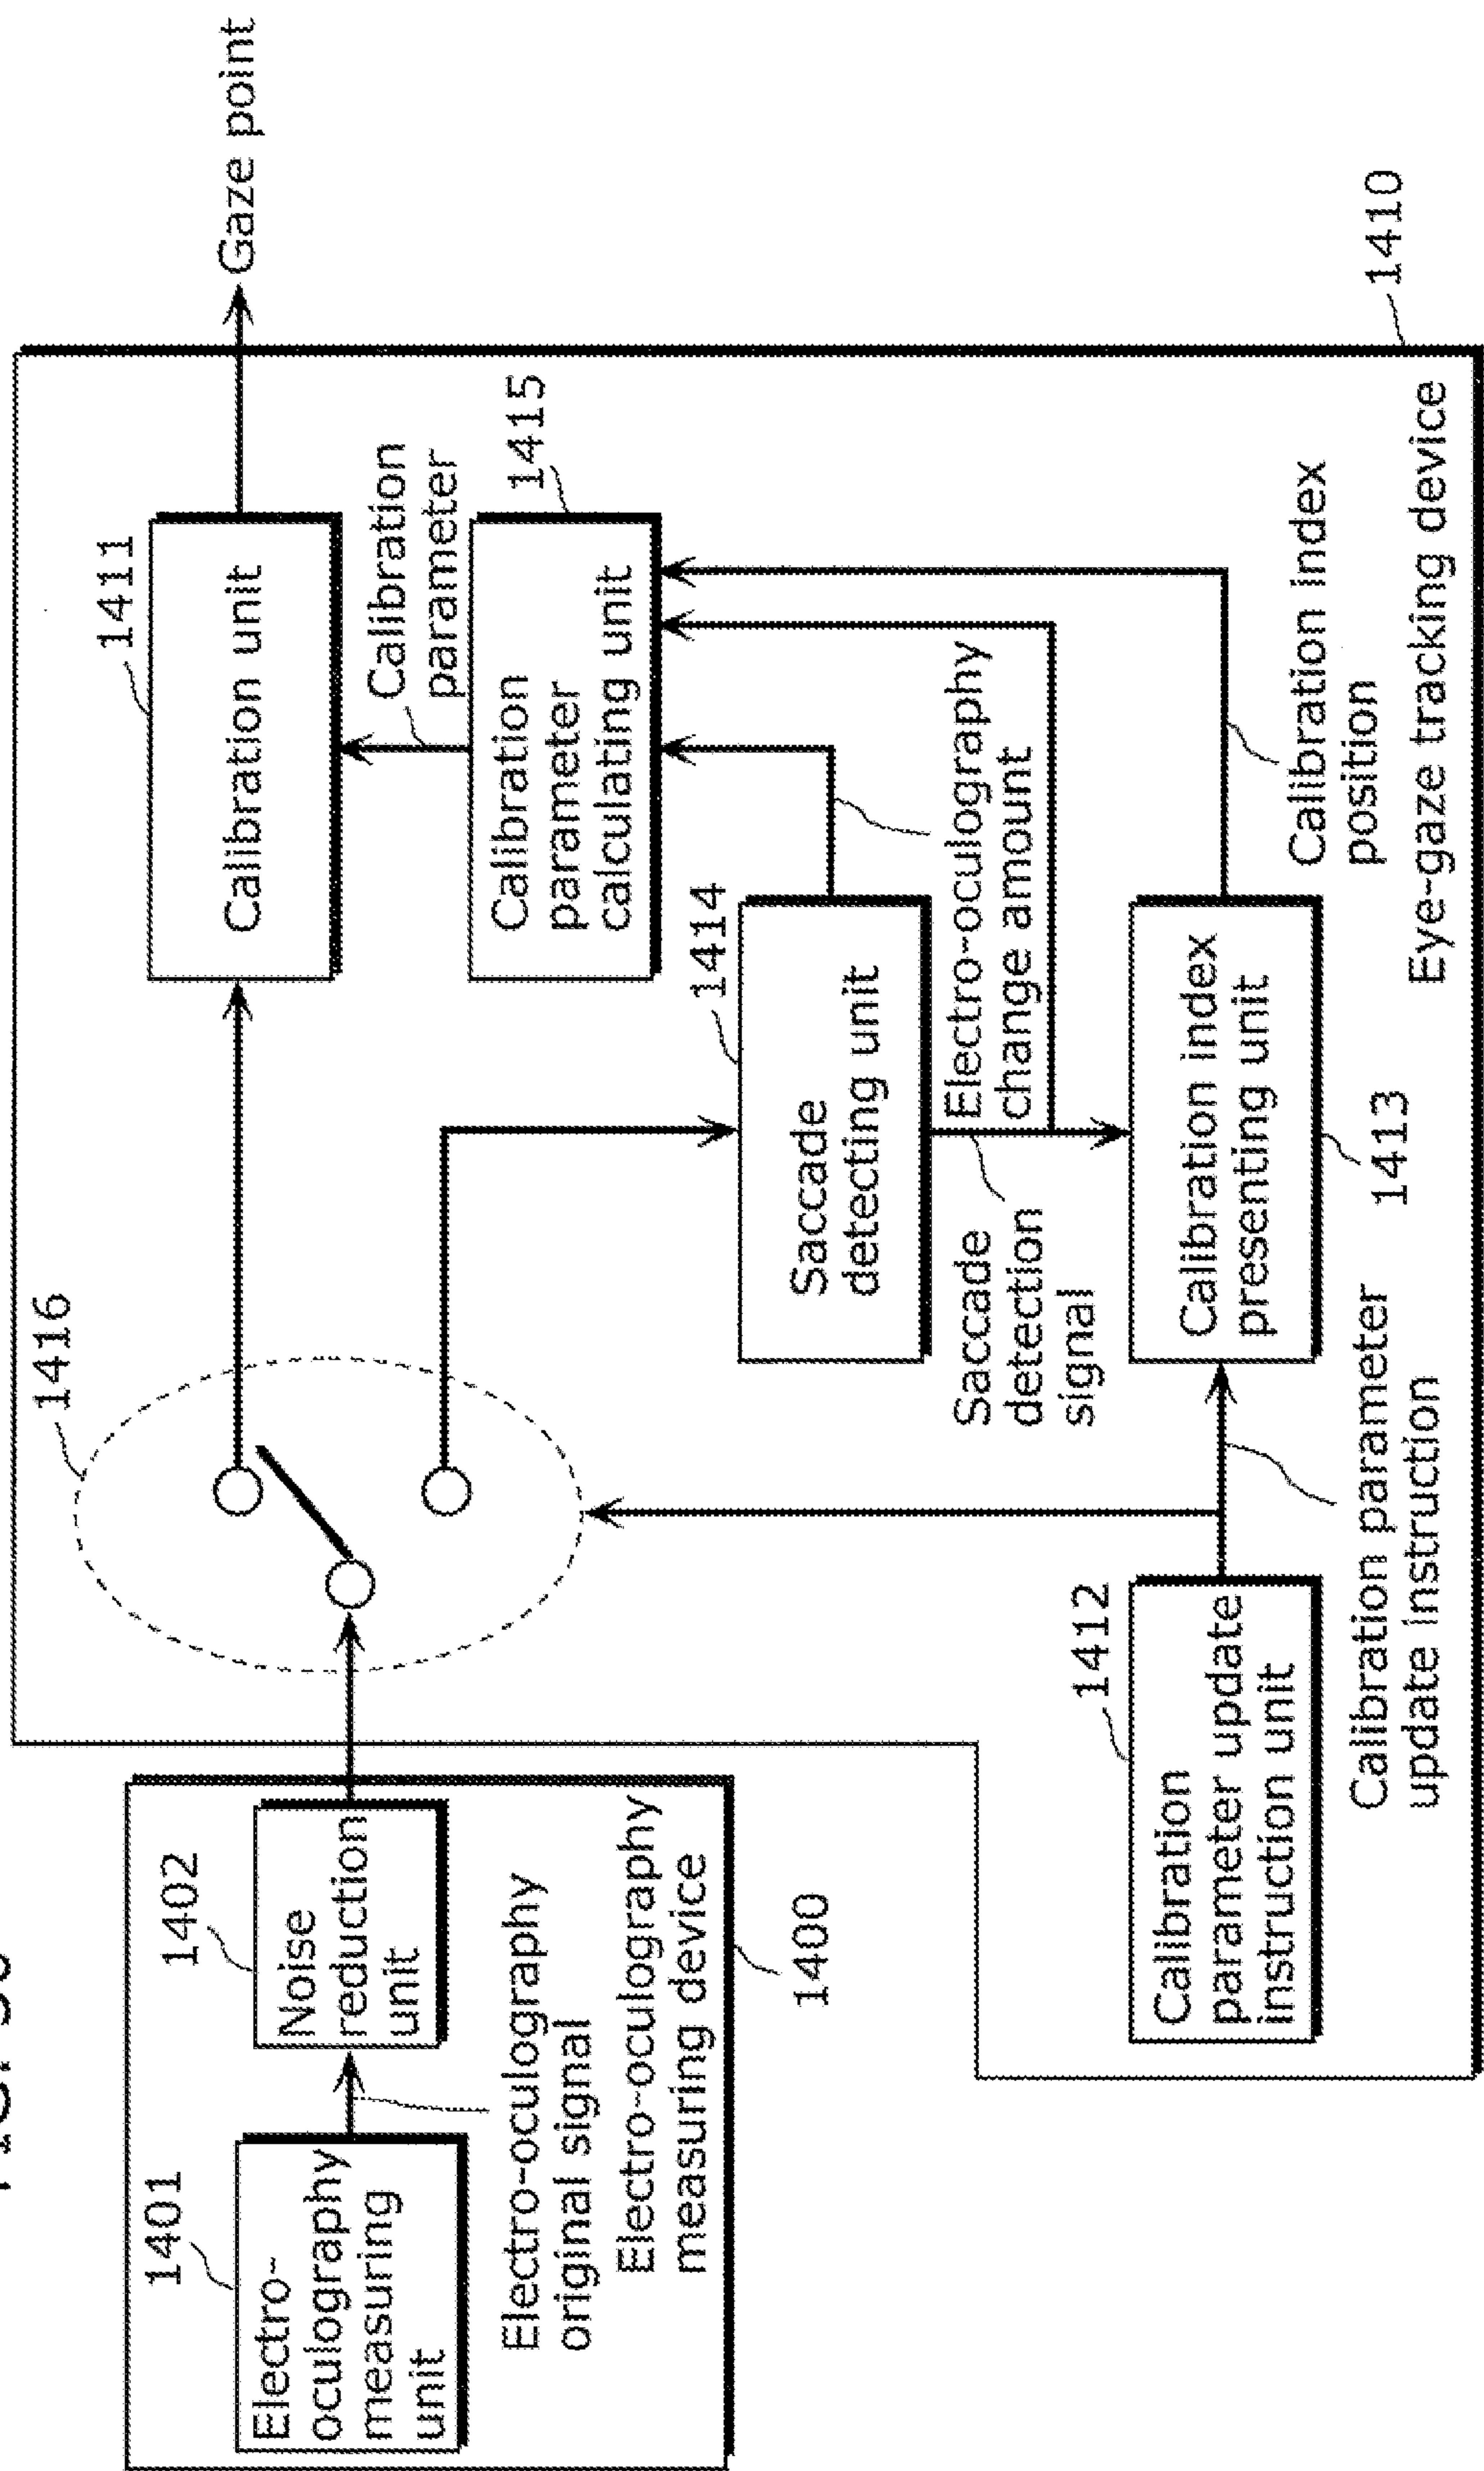 1401
Electro-
oculography
measuring
unit
1402
Noise
reduction
unit
Electro-oculography
original signal
Electro-oculography
measuring device
1400
1416
1411
Calibration unit
Gaze point
Calibration
parameter
1415
Calibration
parameter
calculating unit
1414
Saccade
detecting unit
Electro-oculography
change amount
Saccade
detection
signal
1412
Calibration
parameter update
instruction unit
Calibration parameter
update instruction
Calibration index
presenting unit
1413
Calibration index
position
Eye-gaze tracking device
1410